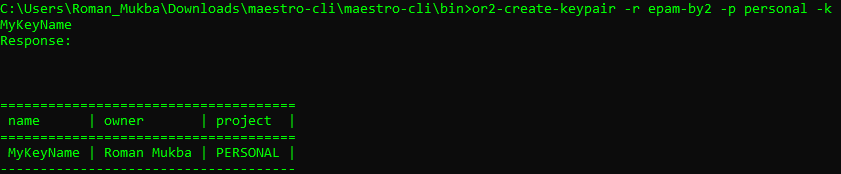 C:\Users\Roman_Mukba\Downloads\maestro-cli\maestro-cli\bin>or2-create-keypair -r epam-by2 -p personal -k
MyKeyName
Response:
=====================================
name | owner | project |
=====================================
MyKeyName | Roman Mukba | PERSONAL |
-------------------------------------